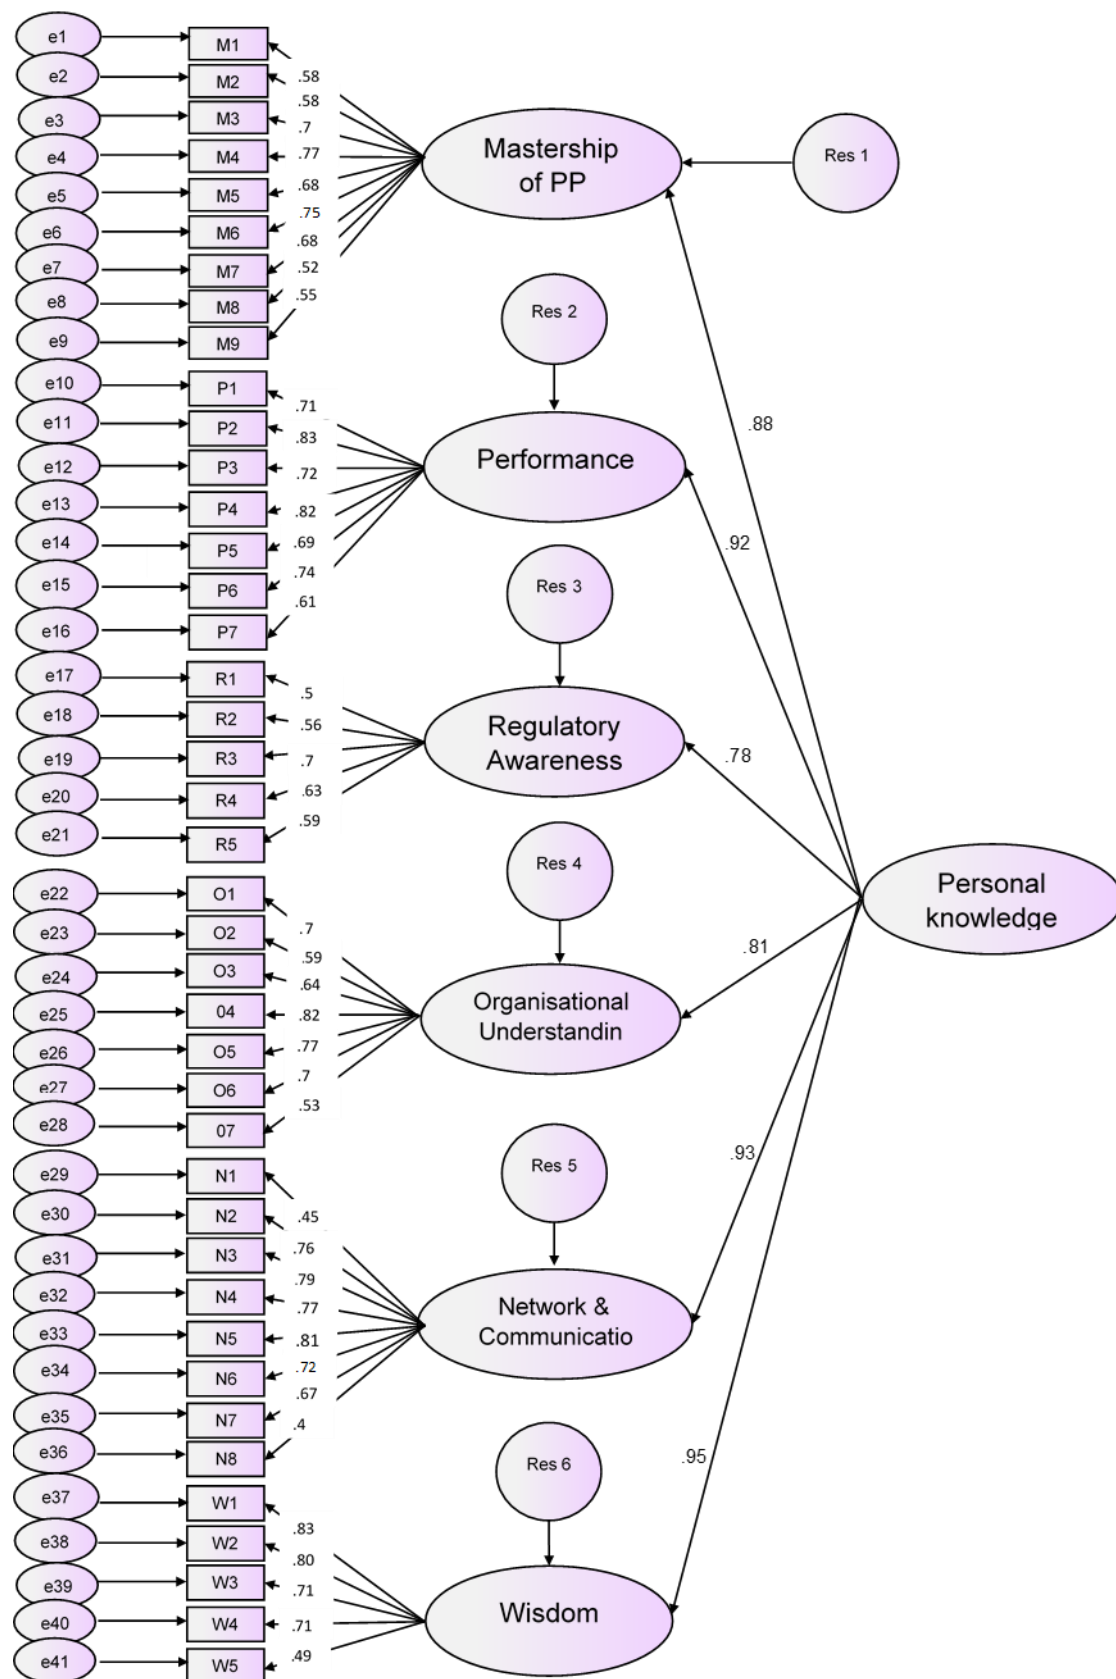 e1
M1
e2
M2
e3
M3
e4
M4
e5
M5
e6
M6
e7
M7
e8
M8
e9
M9
.58
.58
.7
.77
.68
.75
.68
.52
.55
Mastership
of PP
Res 1
e10
P1
e11
P2
e12
P3
e13
P4
e14
P5
e15
P6
e16
P7
.71
.83
.72
.82
.69
.74
.61
Res 2
Performance
.88
.92
e17
R1
e18
R2
e19
R3
e20
R4
e21
R5
.5
.56
.7
.63
.59
Res 3
Regulatory
Awareness
.78
e22
O1
e23
O2
e24
O3
e25
04
e26
O5
e27
O6
e28
07
.7
.59
.64
.82
.77
.7
.53
Res 4
Organisational
Understandin
.81
Personal
knowledge
e29
N1
e30
N2
e31
N3
e32
N4
e33
N5
e34
N6
e35
N7
e36
N8
.45
.76
.79
.77
.81
.72
.67
.4
Res 5
Network &
Communicatio
.93
e37
W1
e38
W2
e39
W3
e40
W4
e41
W5
.83
.80
.71
.71
.49
Res 6
Wisdom
.95